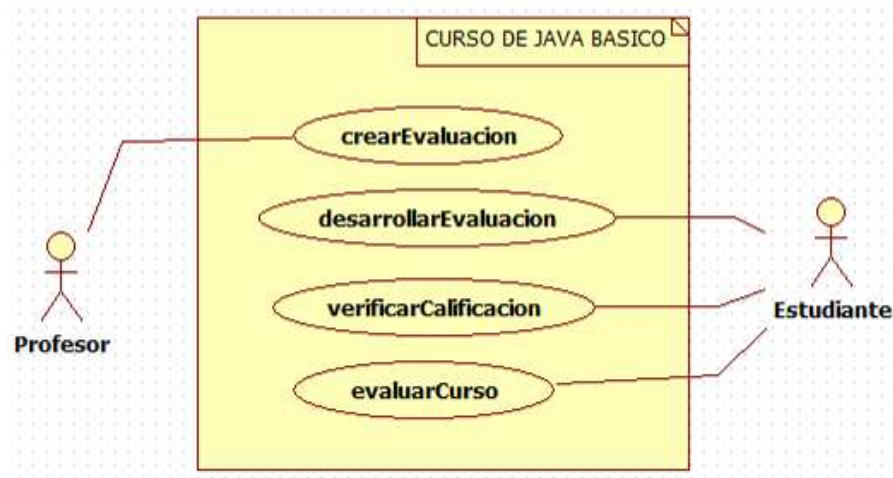 CURSO DE JAVA BASICO
crearEvaluacion
desarrollarEvaluacion
verificarCalificacion
evaluarCurso
Profesor
Estudiante